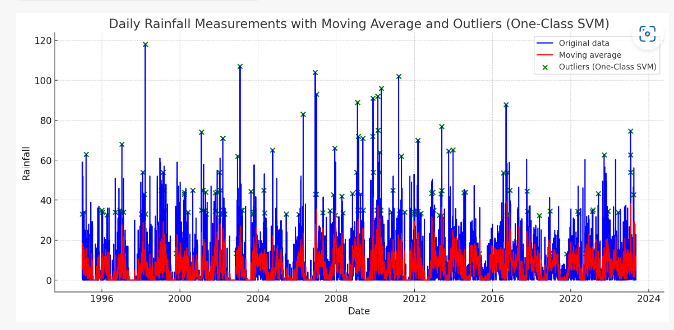 Daily Rainfall Measurements with Moving Average and Outliers (One-Class SVM)
Original data
Moving average
Outliers (One-Class SVM)
120
100
80
60
40
20
0
Rainfall
1996
2000
2004
2008
2012
2016
2020
2024
Date